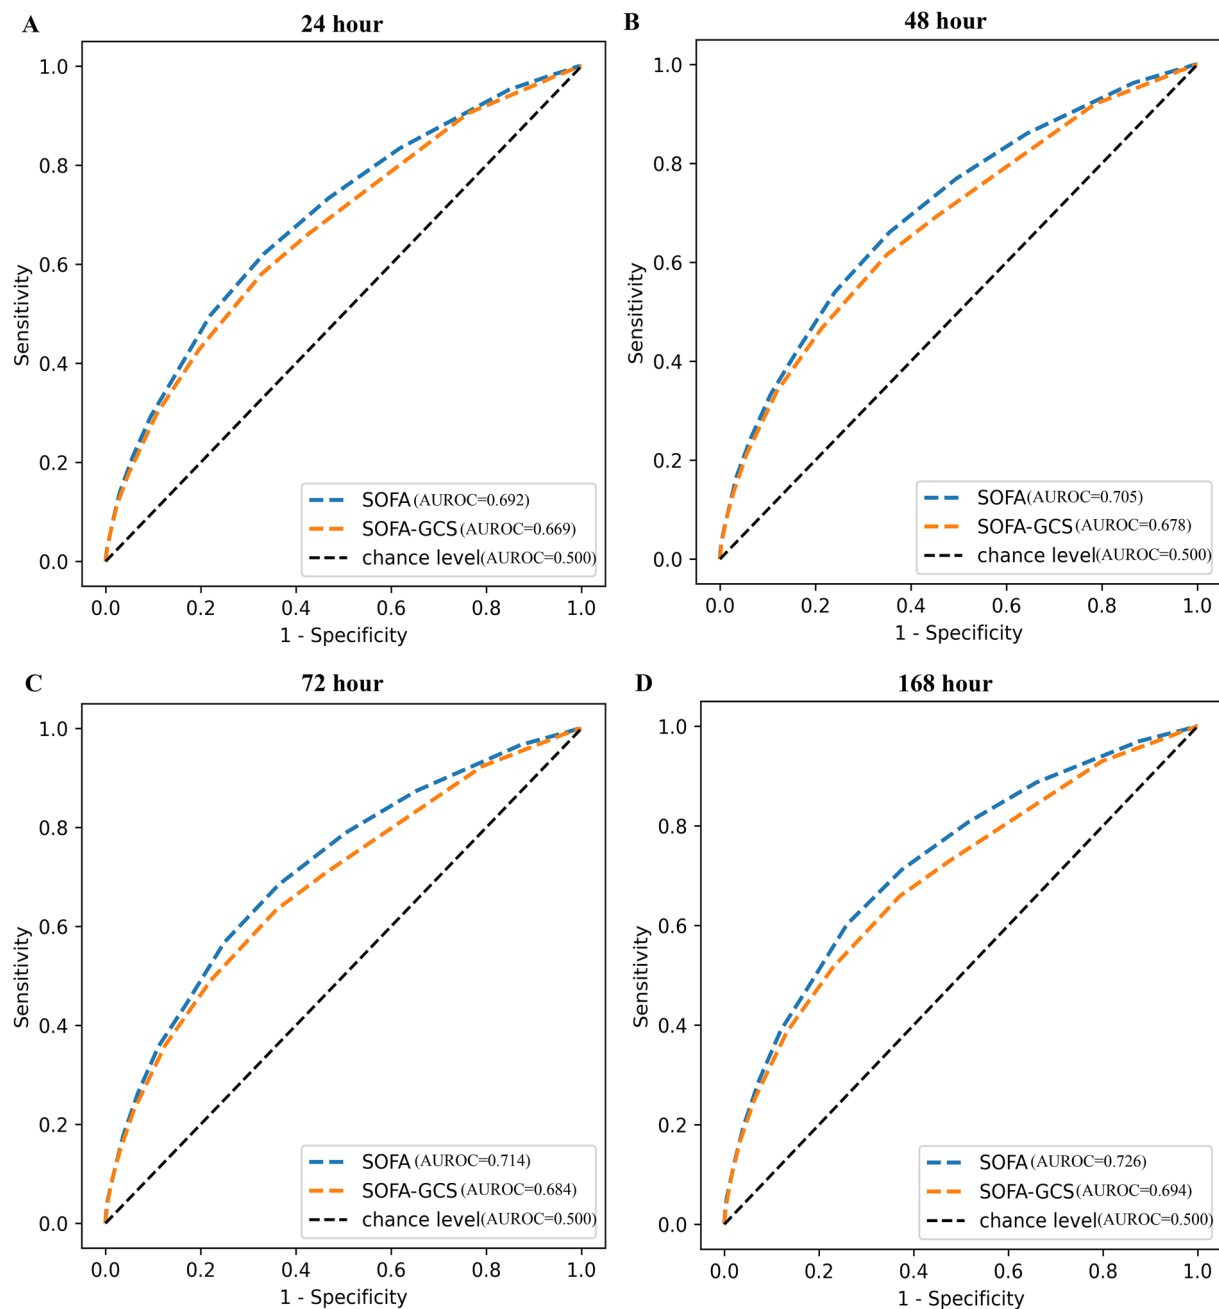 A
24 hour
1.0
0.8
0.6
0.4
0.2
0.0
Sensitivity
SOFA (AUROC=0.692)
SOFA-GCS (AUROC=0.669)
chance level(AUROC=0.500)
0.0 0.2 0.4 0.6 0.8 1.0
1 - Specificity
B
48 hour
1.0
0.8
0.6
0.4
0.2
0.0
Sensitivity
SOFA (AUROC=0.705)
SOFA-GCS (AUROC=0.678)
chance level(AUROC=0.500)
0.0 0.2 0.4 0.6 0.8 1.0
1 - Specificity
C
72 hour
1.0
0.8
0.6
0.4
0.2
0.0
Sensitivity
SOFA (AUROC=0.714)
SOFA-GCS (AUROC=0.684)
chance level(AUROC=0.500)
0.0 0.2 0.4 0.6 0.8 1.0
1 - Specificity
D
168 hour
1.0
0.8
0.6
0.4
0.2
0.0
Sensitivity
SOFA (AUROC=0.726)
SOFA-GCS (AUROC=0.694)
chance level(AUROC=0.500)
0.0 0.2 0.4 0.6 0.8 1.0
1 - Specificity